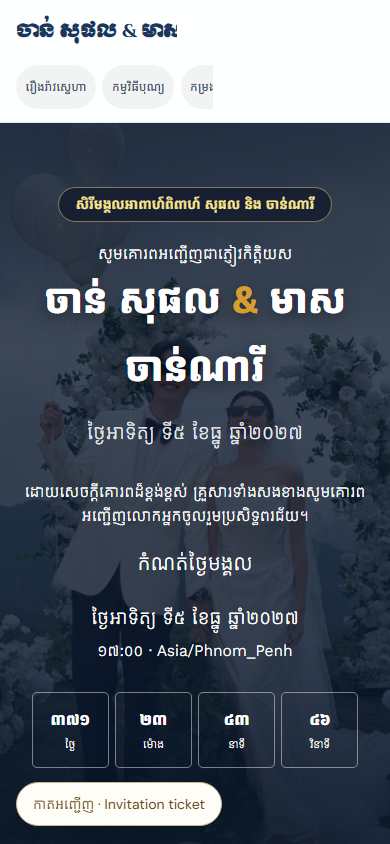 ចាន់ សុផល & មាស
រឿងរ៉ាវស្នេហា
កម្មវិធីបុណ្យ
កម្រង
សិរីមង្គលអាពាហ៍ពិពាហ៍ សុផល និង ចាន់ណារី
សូមគោរពអញ្ជើញជាភ្ញៀវកិត្តិយស
ចាន់ សុផល & មាស
ចាន់ណារី
ថ្ងៃអាទិត្យ ទី៥ ខែធ្នូ ឆ្នាំ២០២៧
ដោយសេចក្តីគោរពដ៏ខ្ពង់ខ្ពស់ គ្រួសារទាំងសងខាងសូមគោរព
អញ្ជើញលោកអ្នកចូលរួមប្រសិទ្ធពរជ័យ។
កំណត់ថ្ងៃមង្គល
ថ្ងៃអាទិត្យ ទី៥ ខែធ្នូ ឆ្នាំ២០២៧
១៧:០០ · Asia/Phnom_Penh
៣៧១ ២៣ ៤៣ ៤៦
ថ្ងៃ ម៉ោង នាទី វិនាទី
កាតអញ្ជើញ · Invitation ticket